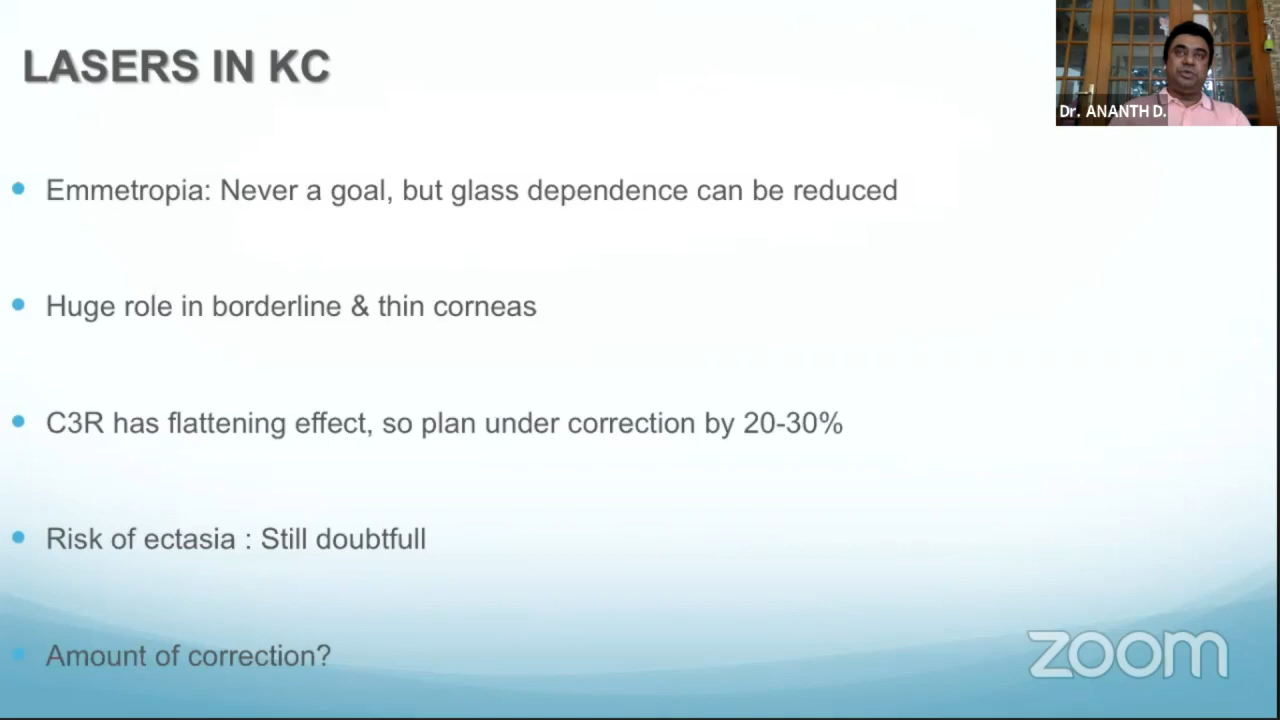 LASERS IN KC
Dr. ANANTH D.
Emmetropia: Never a goal, but glass dependence can be reduced
Huge role in borderline & thin corneas
C3R has flattening effect, so plan under correction by 20-30%
Risk of ectasia : Still doubtfull
Amount of correction?
zoom